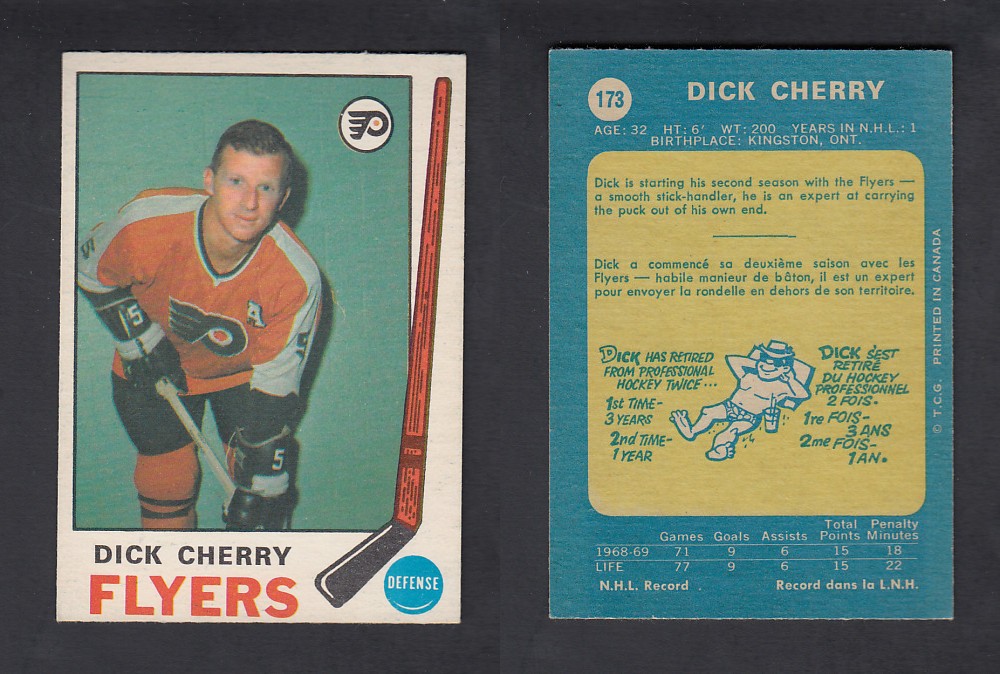 A
5
5
5
DICK CHERRY
FLYERS
DEFENSE
173
DICK CHERRY
AGE: 32 HT: 6' WT: 200 YEARS IN N.H.L.: 1
BIRTHPLACE: KINGSTON, ONT.
Dick is starting his second season with the Flyers —
a smooth stick-handler, he is an expert at carrying
the puck out of his own end.
Dick a commencé sa deuxième saison avec les
Flyers — habile manieur de bâton, il est un expert
pour envoyer la rondelle en dehors de son territoire.
DICK HAS RETIRED
FROM PROFESSIONAL
HOCKEY TWICE...
1st TIME-
3 YEARS
2nd TIME-
1 YEAR
DICK S'EST
RETIRÉ
DU HOCKEY
PROFESSIONNEL
2 FOIS-
1re FOIS-
3 ANS
2me FOIS-
1 AN.
© T.C.G. PRINTED IN CANADA
Games Goals Assists Total Points Penalty Minutes
1968-69 71 9 6 15 18
LIFE 77 9 6 15 22
N.H.L. Record Record dans la L.N.H.